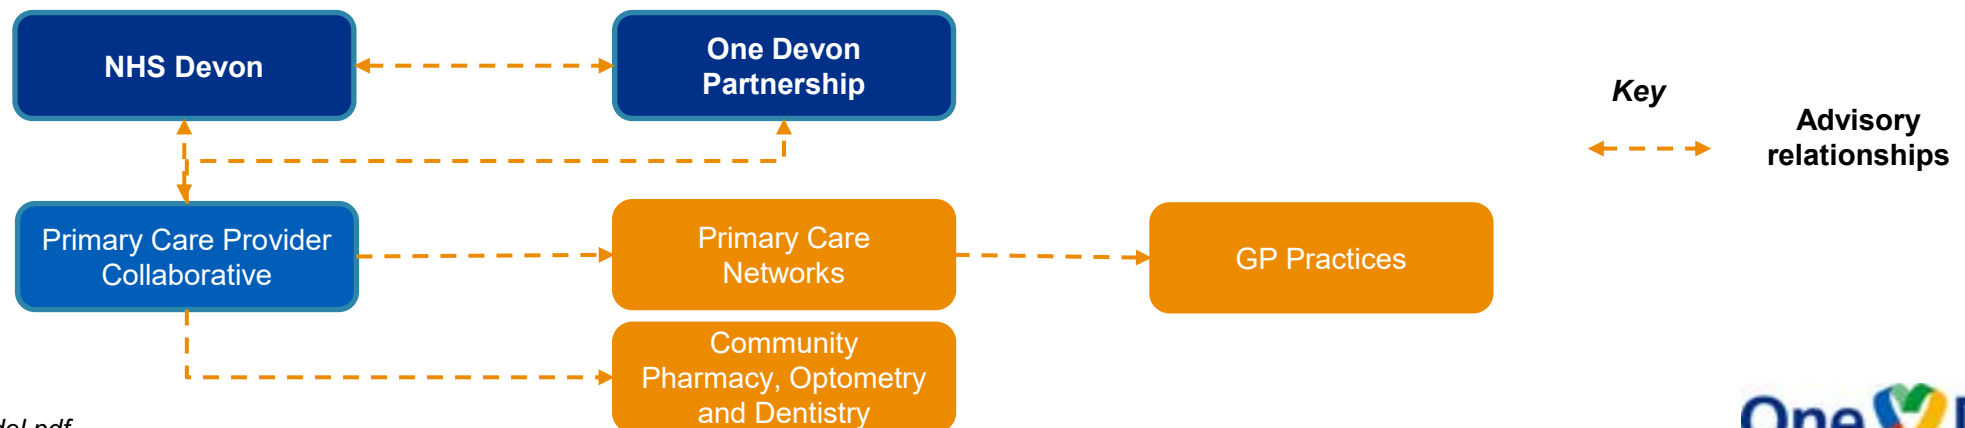 NHS Devon
One Devon
Partnership
Key
Advisory
relationships
Primary Care Provider
Collaborative
Primary Care
Networks
GP Practices
Community
Pharmacy, Optometry
and Dentistry
One